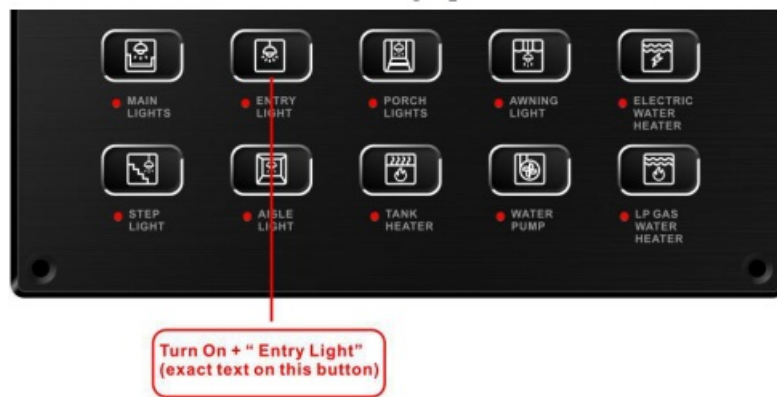 MAIN
LIGHTS
ENTRY
LIGHT
PORCH
LIGHTS
AWNING
LIGHT
ELECTRIC
WATER
HEATER
STEP
LIGHT
AISLE
LIGHT
TANK
HEATER
WATER
PUMP
LP GAS
WATER
HEATER
Turn On + “ Entry Light”
(exact text on this button)